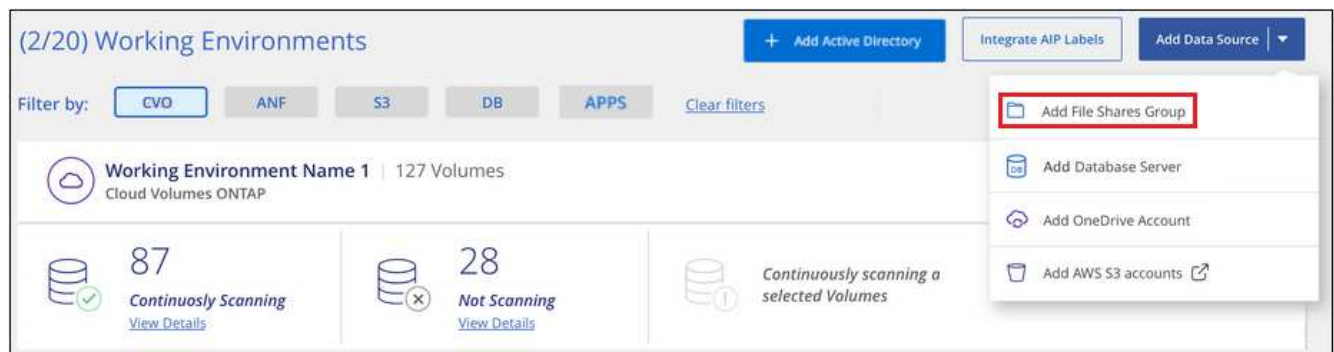 (2/20) Working Environments
+ Add Active Directory
Integrate AIP Labels
Add Data Source
Filter by:
CVO
ANF
S3
DB
APPS
Clear filters
Add File Shares Group
DB
Add Database Server
Add OneDrive Account
Add AWS S3 accounts
Working Environment Name 1 | 127 Volumes
Cloud Volumes ONTAP
87
Continuosly Scanning
View Details
28
Not Scanning
View Details
Continuously scanning a
selected Volumes